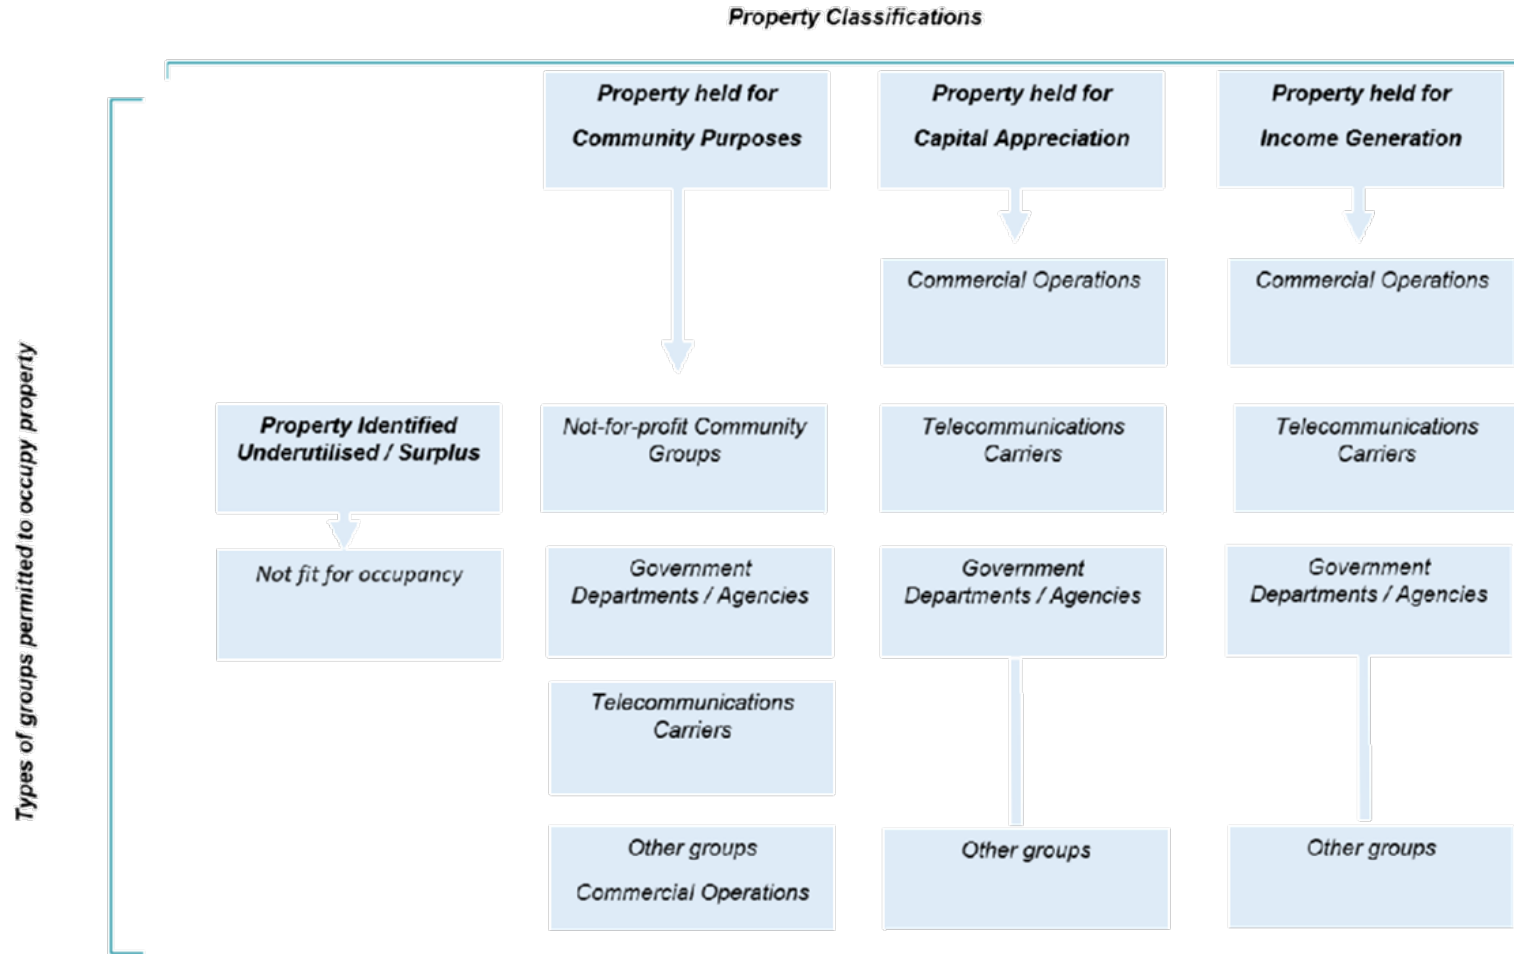 Property Classifications
Property held for
Community Purposes
Property held for
Capital Appreciation
Property held for
Income Generation
Commercial Operations
Commercial Operations
Types of groups permitted to occupy property
Property Identified
Underutilised / Surplus
Not-for-profit Community
Groups
Telecommunications
Carriers
Telecommunications
Carriers
Not fit for occupancy
Government
Departments / Agencies
Government
Departments / Agencies
Government
Departments / Agencies
Telecommunications
Carriers
Other groups
Commercial Operations
Other groups
Other groups